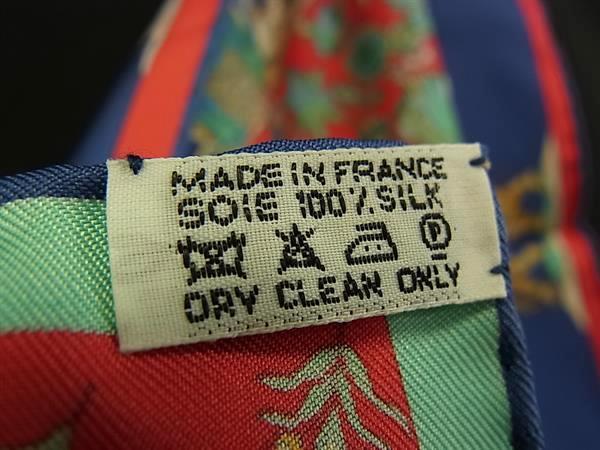 MADE IN FRANCE
SOIE 100% SILK
P
DRY CLEAN ONLY